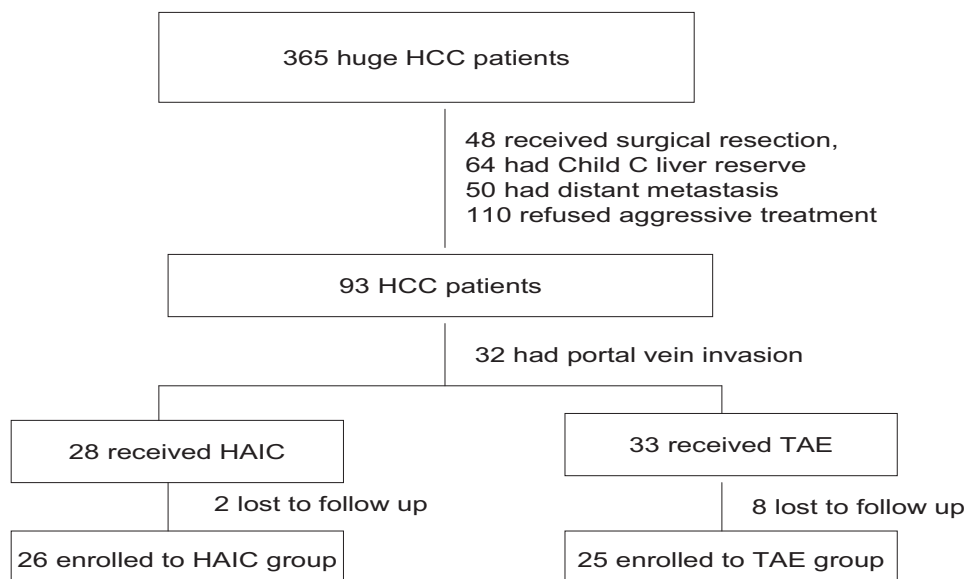 365 huge HCC patients
48 received surgical resection,
64 had Child C liver reserve
50 had distant metastasis
110 refused aggressive treatment
93 HCC patients
32 had portal vein invasion
28 received HAIC
33 received TAE
2 lost to follow up
8 lost to follow up
26 enrolled to HAIC group
25 enrolled to TAE group